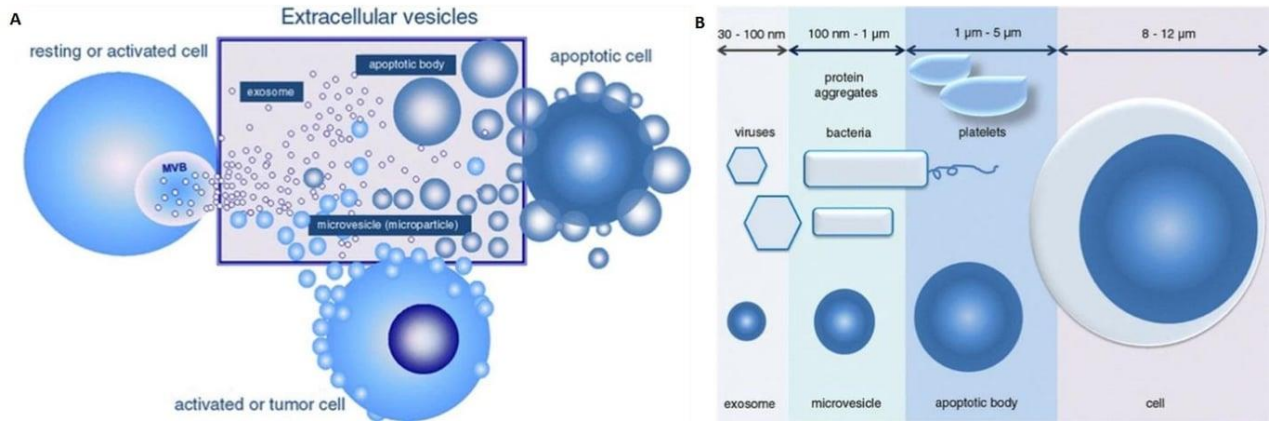 A
Extracellular vesicles
resting or activated cell
apoptotic body
apoptotic cell
exosome
MVB
microvesicle (microparticle)
activated or tumor cell
B
30 - 100 nm
100 nm - 1 µm
1 µm - 5 µm
8 - 12 µm
protein
aggregates
viruses
bacteria
platelets
exosome
microvesicle
apoptotic body
cell